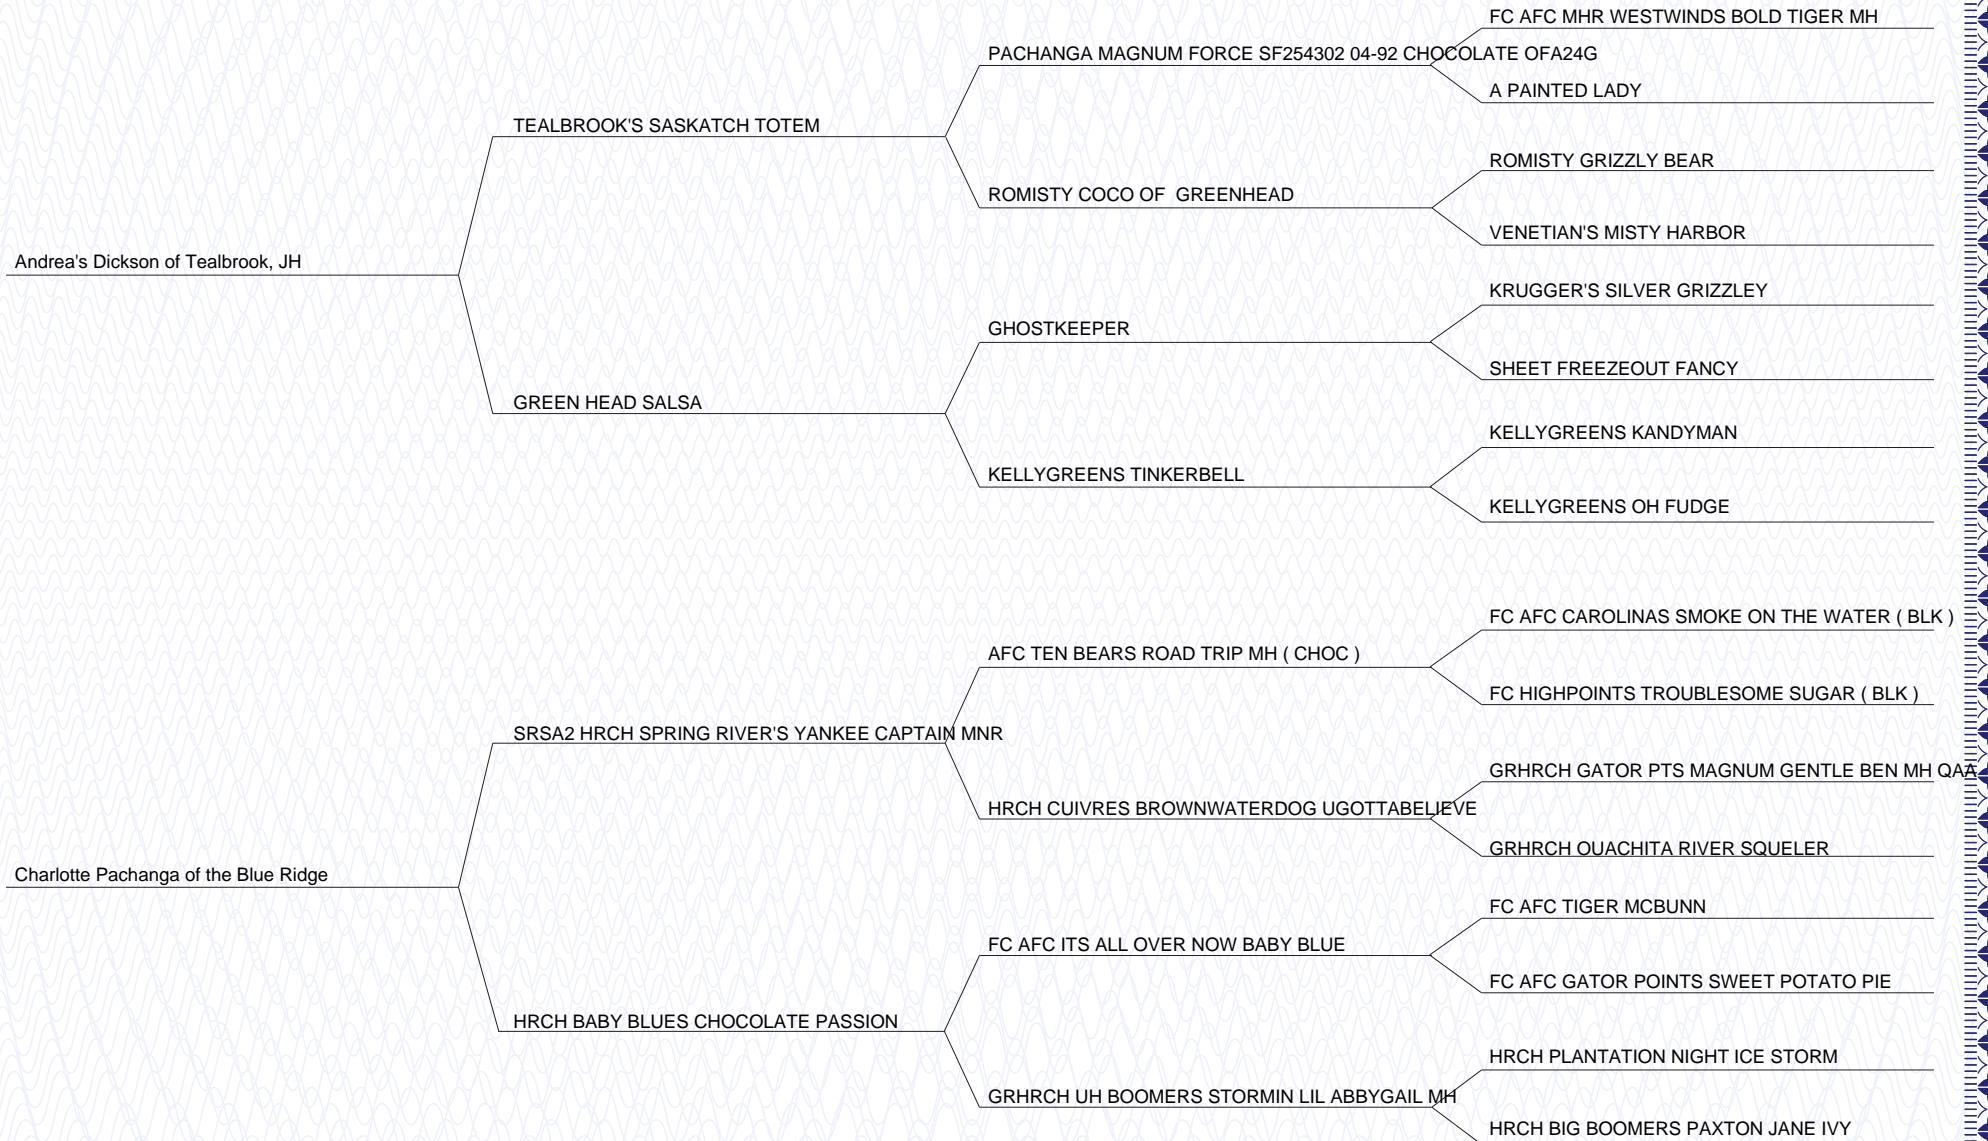 FC AFC MHR WESTWINDS BOLD TIGER MH
PACHANGA MAGNUM FORCE SF254302 04-92 CHOCOLATE OFA24G
A PAINTED LADY
TEALBROOK'S SASKATCH TOTEM
ROMISTY GRIZZLY BEAR
ROMISTY COCO OF  GREENHEAD
VENETIAN'S MISTY HARBOR
Andrea's Dickson of Tealbrook, JH
KRUGGER'S SILVER GRIZZLEY
GHOSTKEEPER
SHEET FREEZEOUT FANCY
GREEN HEAD SALSA
KELLYGREENS KANDYMAN
KELLYGREENS TINKERBELL
KELLYGREENS OH FUDGE
FC AFC CAROLINAS SMOKE ON THE WATER ( BLK )
AFC TEN BEARS ROAD TRIP MH ( CHOC )
FC HIGHPOINTS TROUBLESOME SUGAR ( BLK )
SRSA2 HRCH SPRING RIVER'S YANKEE CAPTAIN MNR
GRHRCH GATOR PTS MAGNUM GENTLE BEN MH QAA
HRCH CUIVRES BROWNWATERDOG UGOTTABELIEVE
GRHRCH OUACHITA RIVER SQUELER
Charlotte Pachanga of the Blue Ridge
FC AFC TIGER MCBUNN
FC AFC ITS ALL OVER NOW BABY BLUE
FC AFC GATOR POINTS SWEET POTATO PIE
HRCH BABY BLUES CHOCOLATE PASSION
HRCH PLANTATION NIGHT ICE STORM
GRHRCH UH BOOMERS STORMIN LIL ABBYGAIL MH
HRCH BIG BOOMERS PAXTON JANE IVY